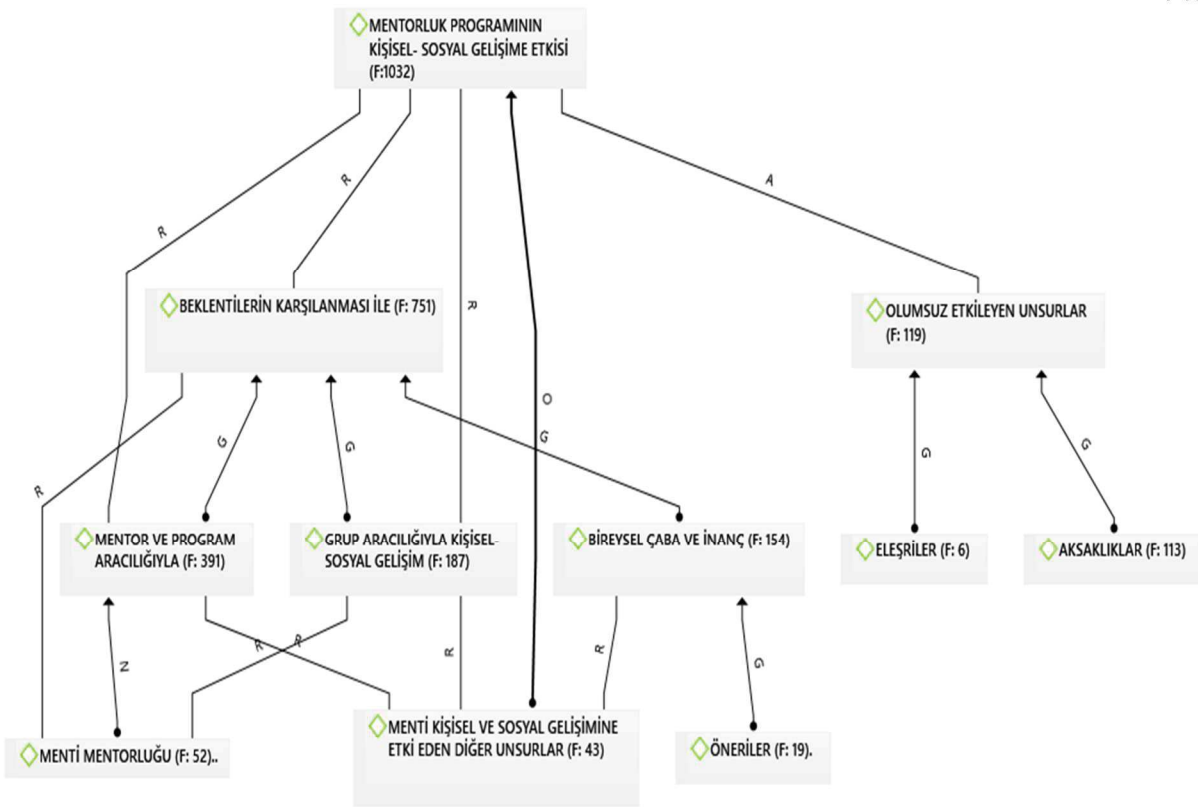 MENTORLUK PROGRAMININ
KİŞİSEL- SOSYAL GELİŞİME ETKİSİ
(F:1032)
A
R
R
BEKLENTİLERİN KARŞILANMASI İLE (F: 751)
R
OLUMSUZ ETKİLEYEN UNSURLAR
(F: 119)
O
G
G
G
G
G
R
MENTOR VE PROGRAM
ARACILIĞIYLA (F: 391)
GRUP ARACILIĞIYLA KİŞİSEL-
SOSYAL GELİŞİM (F: 187)
BİREYSEL ÇABA VE İNANÇ (F: 154)
ELEŞRİLER (F: 6)
AKSAKLIKLAR (F: 113)
N
R
R
R
R
G
MENTİ MENTORLUĞU (F: 52)..
MENTİ KİŞİSEL VE SOSYAL GELİŞİMİNE
ETKİ EDEN DİĞER UNSURLAR (F: 43)
ÖNERİLER (F: 19).